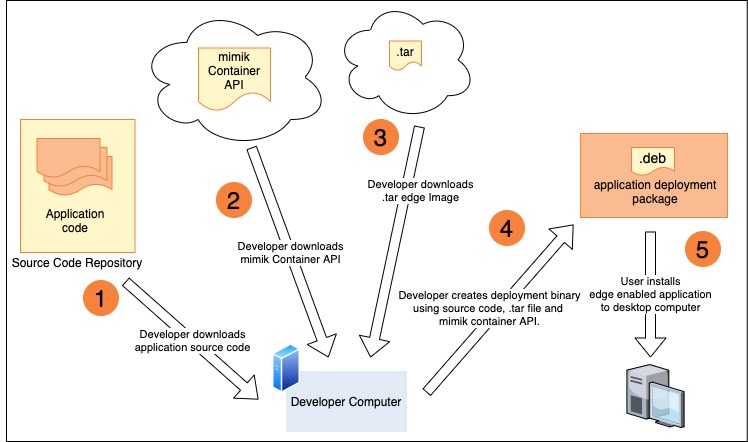 mimik
Container
API
.tar
3
Developer downloads
.tar edge Image
.deb
application deployment
package
Application
code
Source Code Repository
2
Developer downloads
mimik Container API
4
5
1
Developer downloads
application source code
Developer creates deployment binary
using source code, .tar file and
mimik container API.
User installs
edge enabled application
to desktop computer
Developer Computer